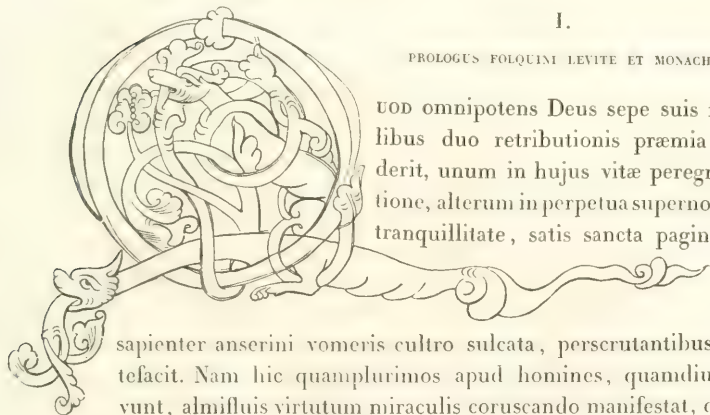 I.
PROLOGUS FOLQUINI LEVITE ET MONACH
UOD omnipotens Deus sepe suis
libus duo retributionis præmia
derit, unum in hujus vitæ peregr
tione, alterum in perpetua superno
tranquillitate, satis sancta pagin
sapienter anserini vomeris cultro sulcata, perscrutantibus
tefacit. Nam hic quamplurimos apud homines, quamdiu
vunt, almifluis virtutum miraculis coruscando manifestat,